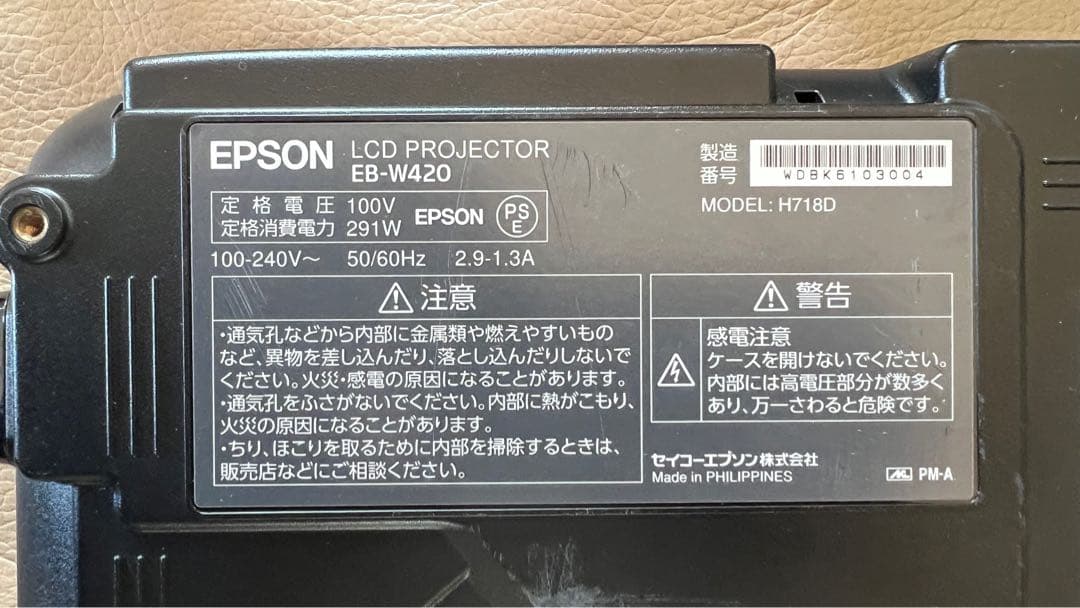 EPSON LCD PROJECTOR
EB-W420
定格電圧 100V
定格消費電力 291W
EPSON
PS
E
100-240V～ 50/60Hz 2.9-1.3A
製造
番号
WDBK6103004
MODEL: H718D
注意
・通気孔などから内部に金属類や燃えやすいもの
など、異物を差し込んだり、落とし込んだりしないで
ください。火災・感電の原因になることがあります。
・通気孔をふさがないでください。内部に熱がこもり、
火災の原因になることがあります。
・ちり、ほこりを取るために内部を掃除するときは、
販売店などにご相談ください。
警告
感電注意
ケースを開けないでください。
内部には高電圧部分が数多く
あり、万一さわると危険です。
セイコーエプソン株式会社
Made in PHILIPPINES
PM-A